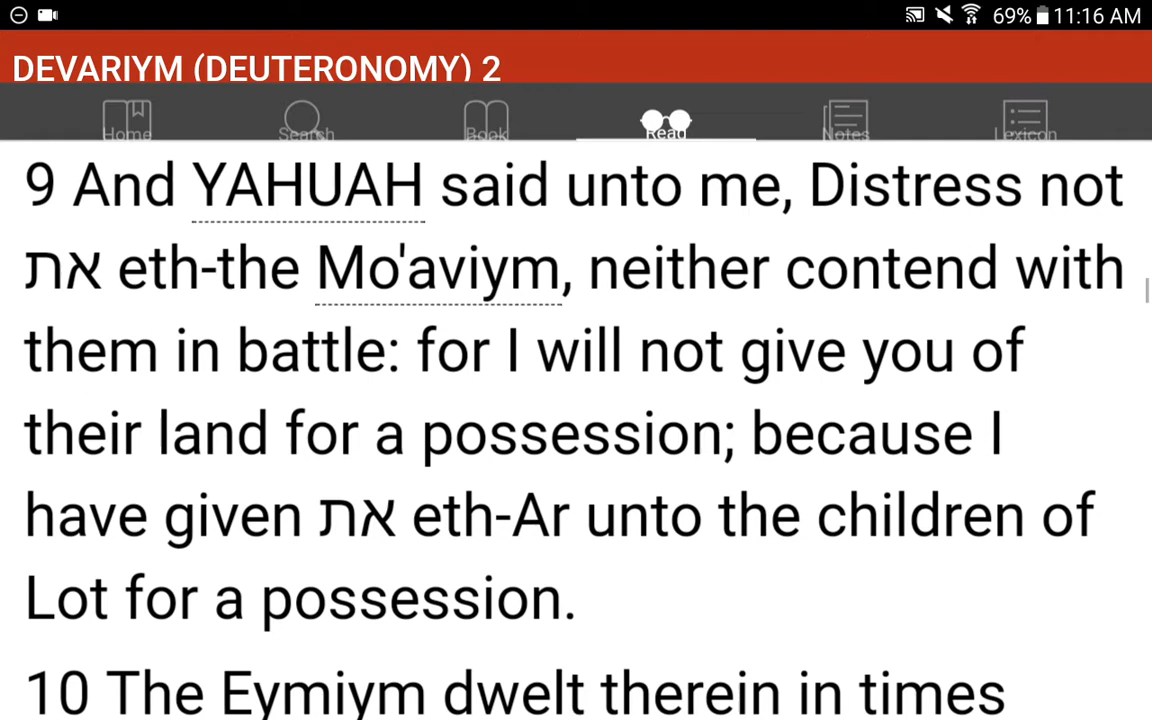 69% 11:16 AM
DEVARIYM (DEUTERONOMY) 2
Home Search Book Read Notes Lexicon
9 And YAHUAH said unto me, Distress not
את eth-the Mo'aviym, neither contend with
them in battle: for I will not give you of
their land for a possession; because I
have given את eth-Ar unto the children of
Lot for a possession.
10 The Eymiym dwelt therein in times